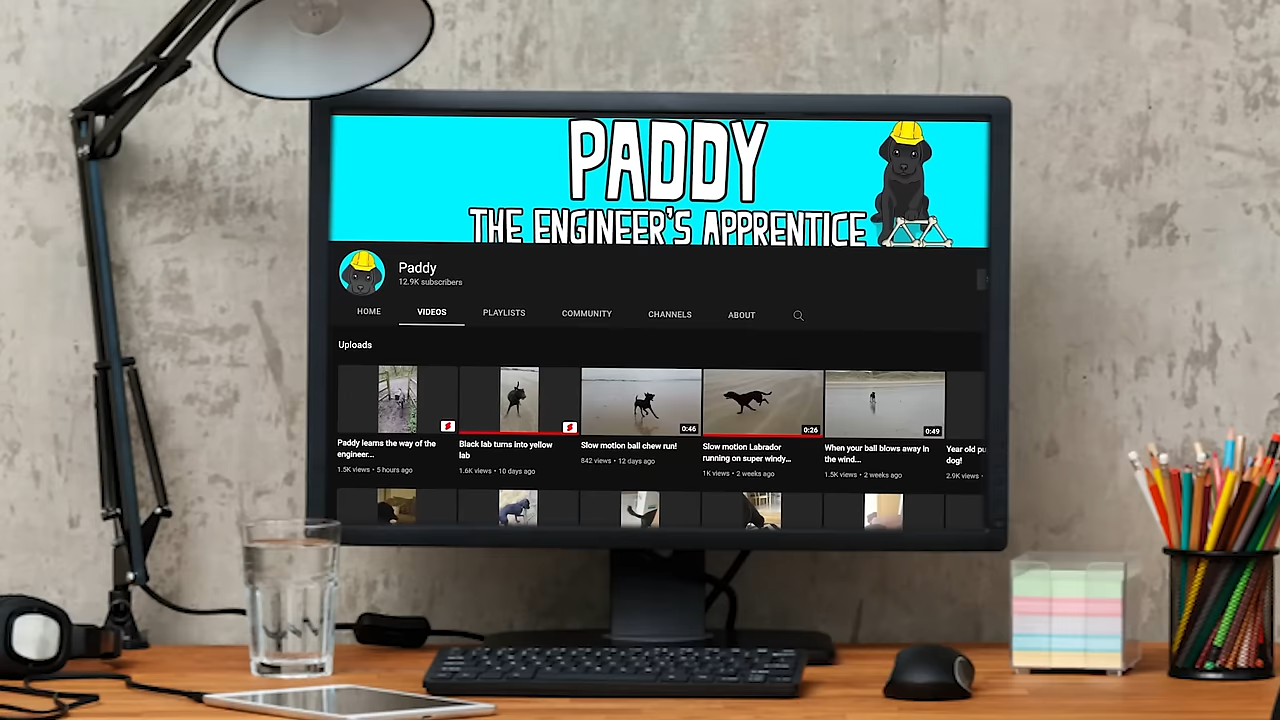 PADDY
THE ENGINEER'S APPRENTICE
Paddy
12.9K subscribers
HOME VIDEOS PLAYLISTS COMMUNITY CHANNELS ABOUT
Uploads
0:46 0:26 0:49
Paddy learns the way of the
engineer...
1.5K views • 5 hours ago
Black lab turns into yellow
lab
1.6K views • 10 days ago
Slow motion ball chew run!
842 views • 12 days ago
Slow motion Labrador
running on super windy...
1K views • 2 weeks ago
When your ball blows away in
the wind...
1.5K views • 2 weeks ago
Year old
dog!
2.9K views •